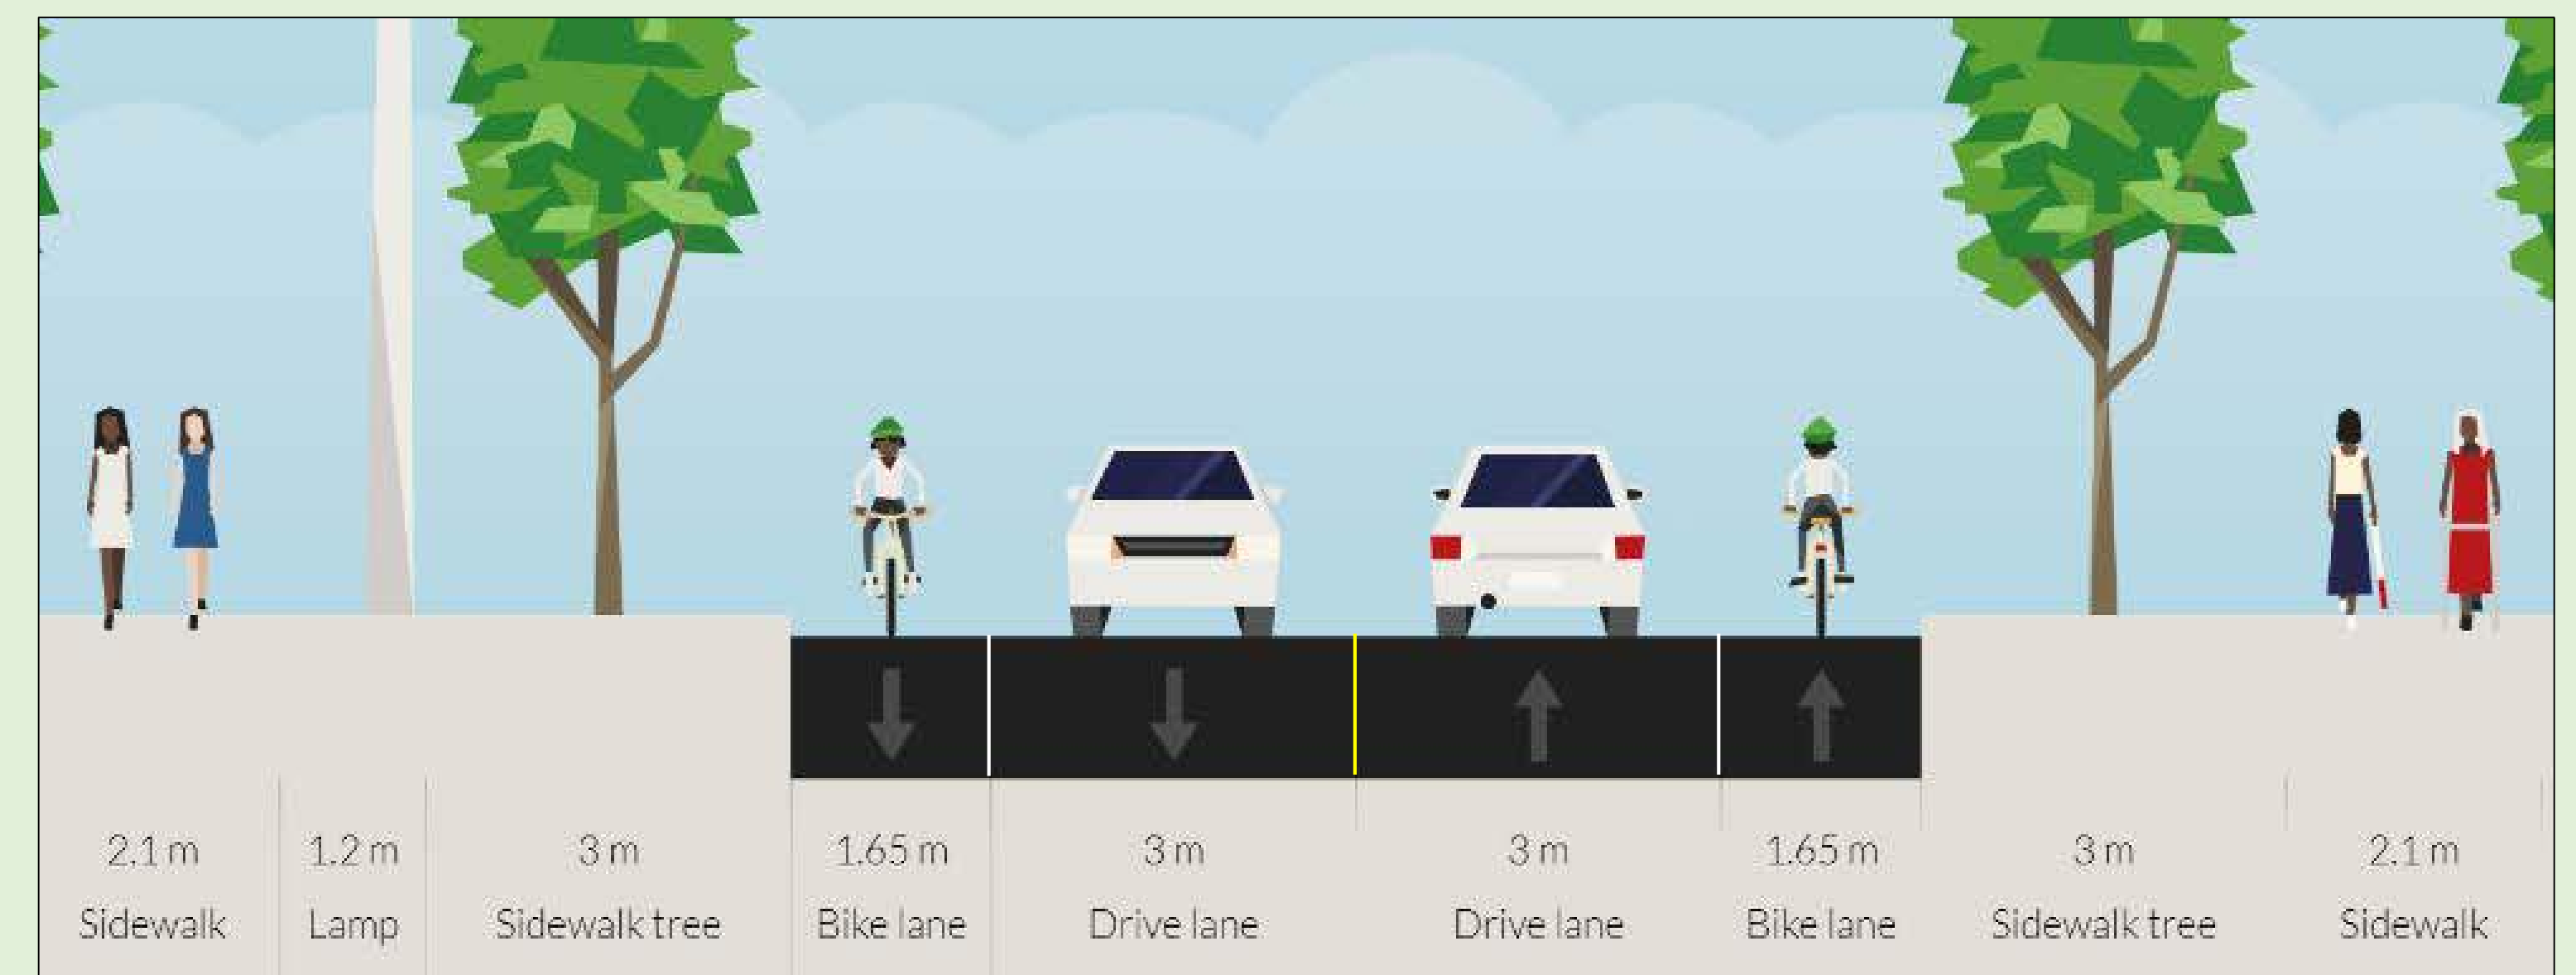 2.1 m 1.2 m 3 m 1.65 m 3 m 3 m 1.65 m 3 m 2.1 m
Sidewalk Lamp Sidewalk tree Bike lane Drive lane Drive lane Bike lane Sidewalk tree Sidewalk